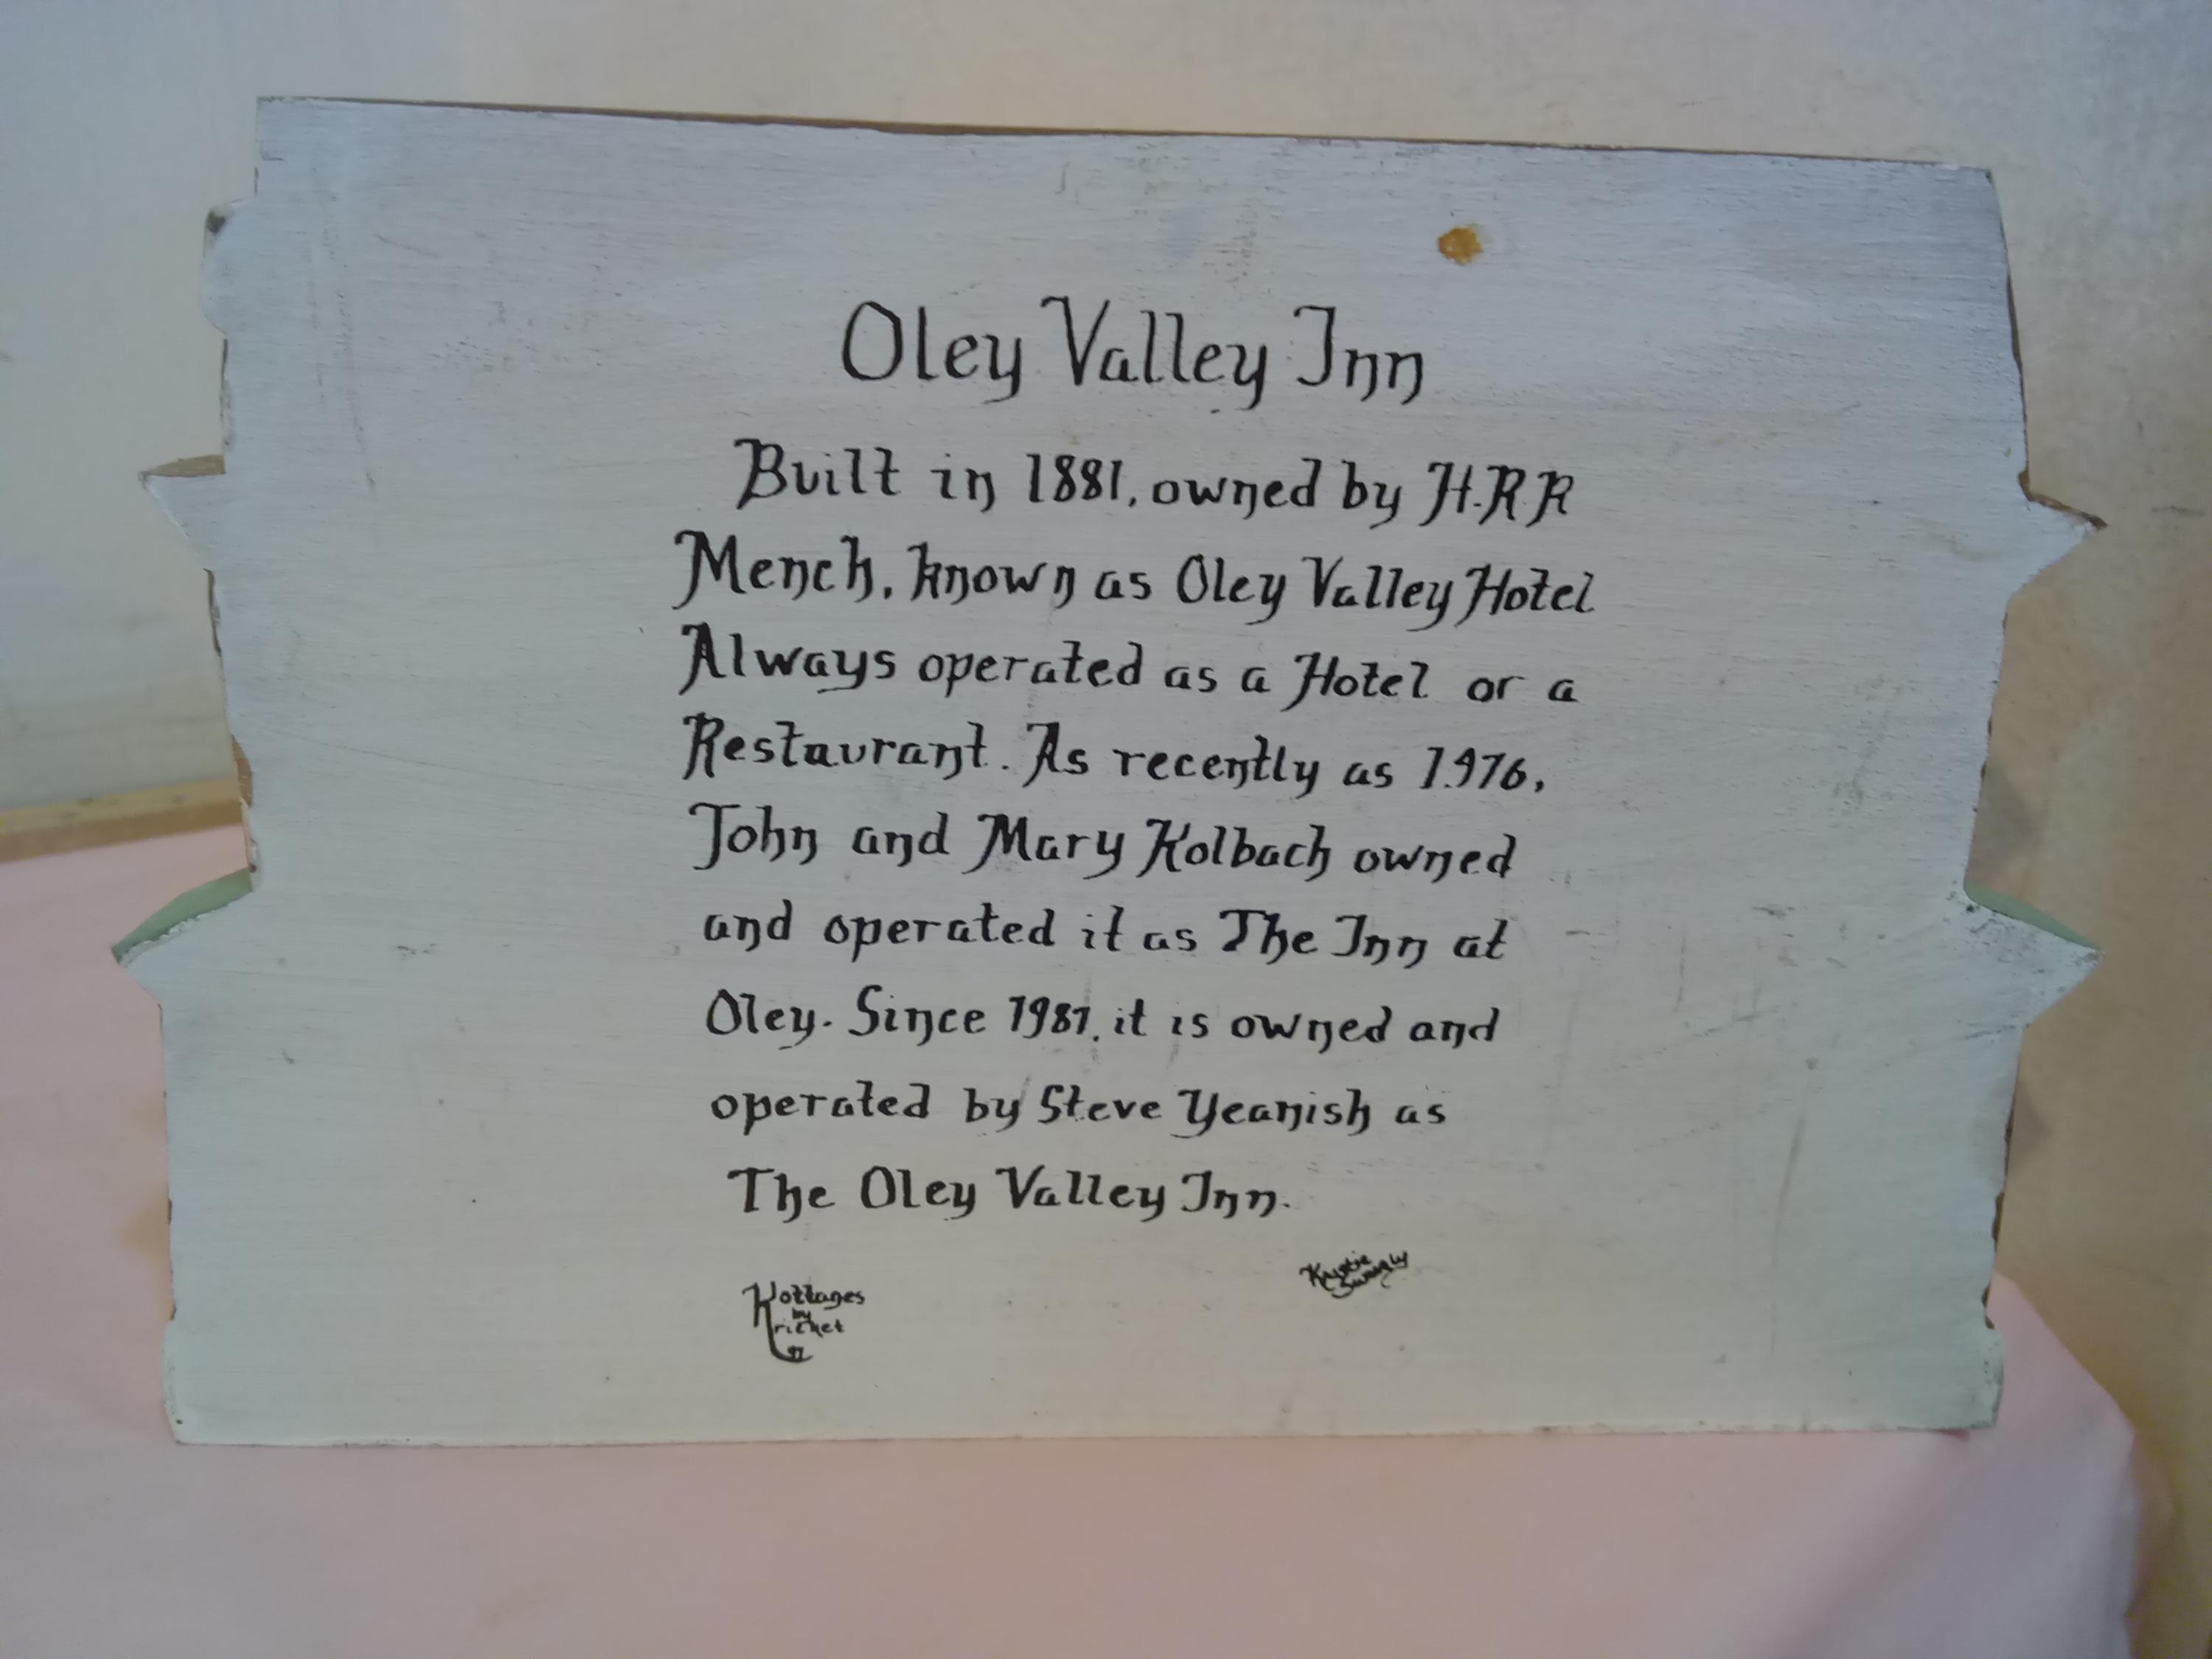 Oley Valley Inn
Built in 1881, owned by H.R.R
Mench, known as Oley Valley Hotel
Always operated as a Hotel or a
Restaurant. As recently as 1976,
John and Mary Kolbach owned
and operated it as The Inn at
Oley. Since 1981, it is owned and
operated by Steve Yeanish as
The Oley Valley Inn.
Kristie
Kottages
by
Kricket
97